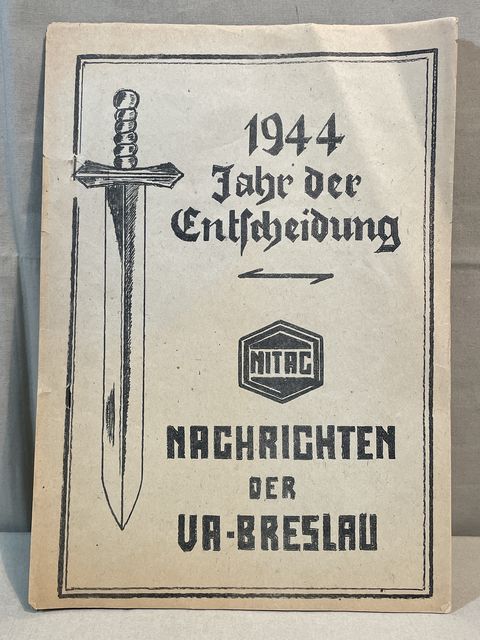 1944
Jahr der
Entscheidung
NITAG
NACHRICHTEN
DER
VA-BRESLAU